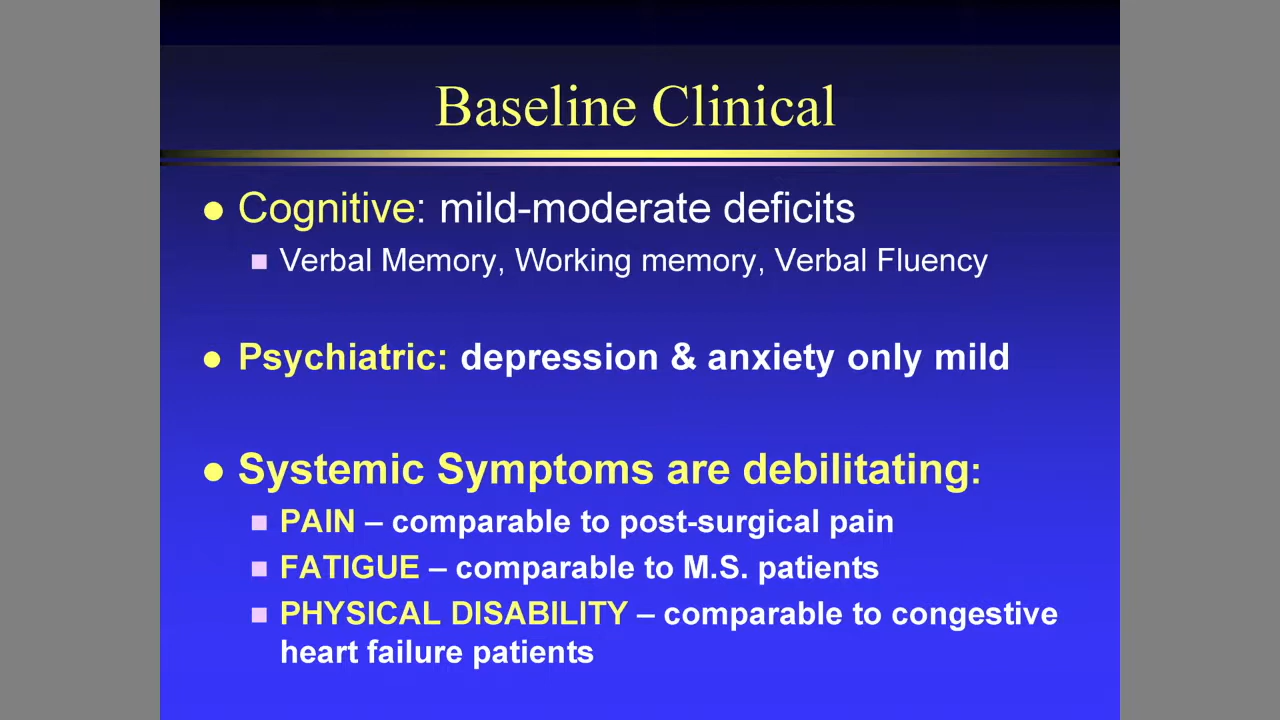 Baseline Clinical
Cognitive: mild-moderate deficits
Verbal Memory, Working memory, Verbal Fluency
Psychiatric: depression & anxiety only mild
Systemic Symptoms are debilitating:
PAIN – comparable to post-surgical pain
FATIGUE – comparable to M.S. patients
PHYSICAL DISABILITY – comparable to congestive
heart failure patients